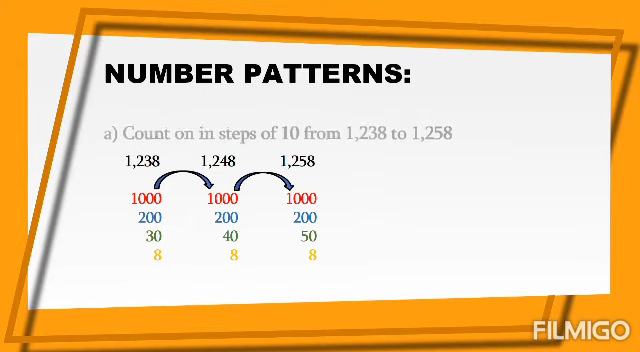 NUMBER PATTERNS:
a) Count on in steps of 10 from 1,238 to 1,258
1,238 1,248 1,258
1000 1000 1000
200 200 200
30 40 50
8 8 8
FILMIGO